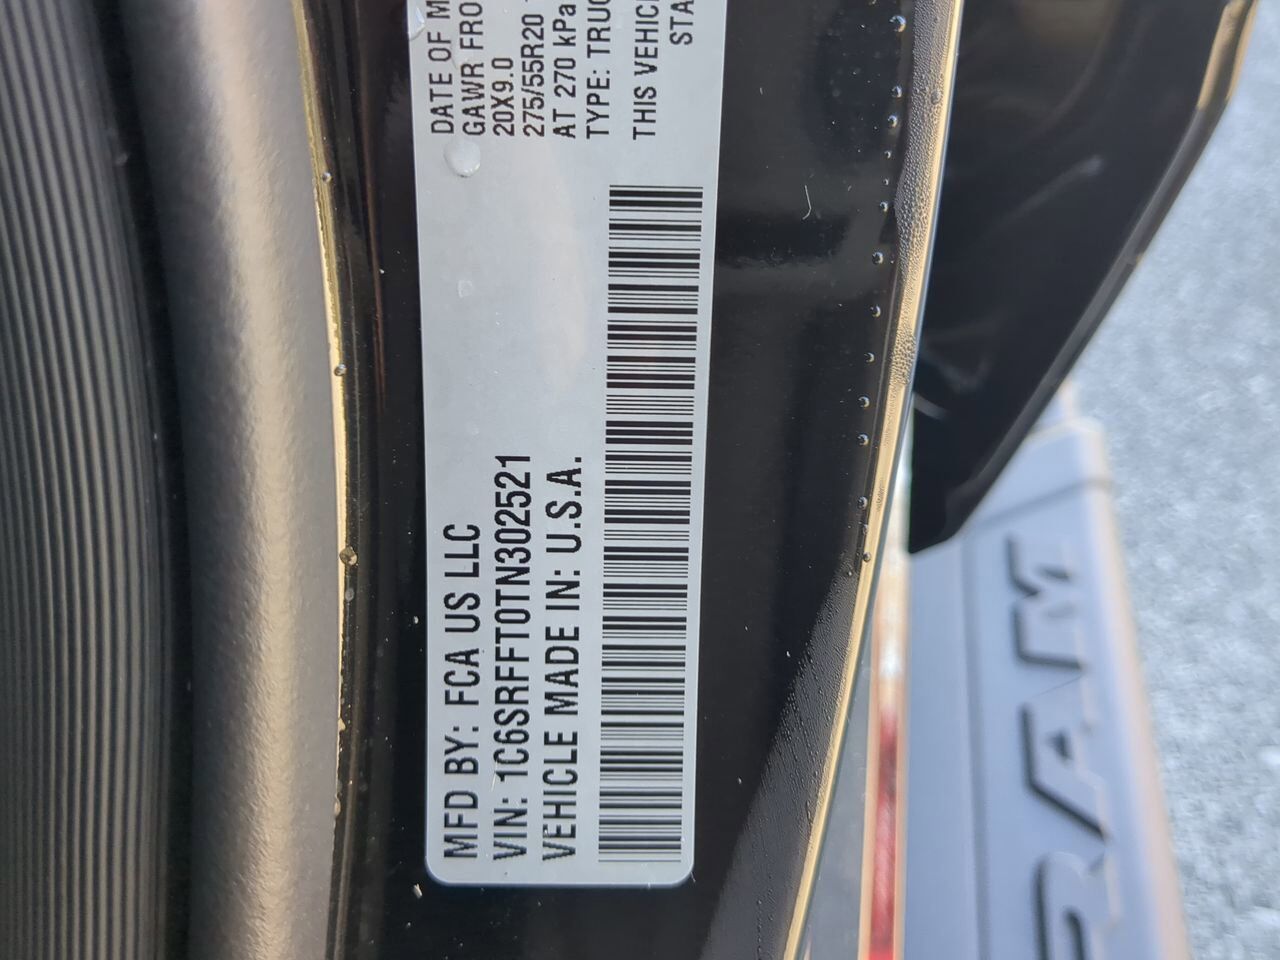 MFD BY: FCA US LLC
VIN: 1C6SRFFT0TN302521
VEHICLE MADE IN: U.S.A.
DATE OF M
GAWR FRO
20X9.0
275/55R20
AT 270 kPa
TYPE: TRUC
THIS VEHIC
STA
RAM